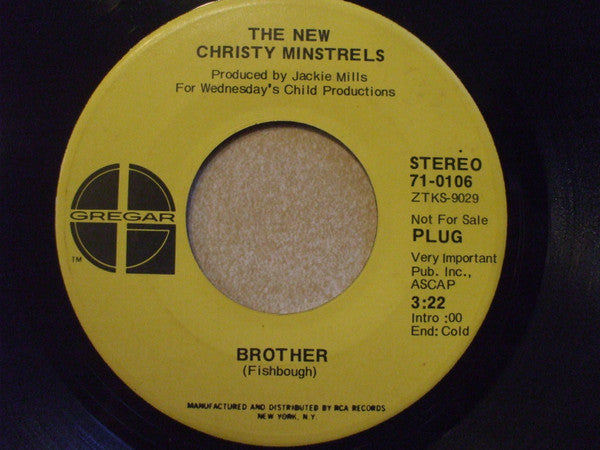 THE NEW
CHRISTY MINSTRELS
Produced by Jackie Mills
For Wednesday's Child Productions
GREGAR
TM
STEREO
71-0106
ZTKS-9029
Not For Sale
PLUG
Very Important
Pub. Inc.,
ASCAP
3:22
Intro :00
End: Cold
BROTHER
(Fishbough)
MANUFACTURED AND DISTRIBUTED BY RCA RECORDS
NEW YORK, N.Y.